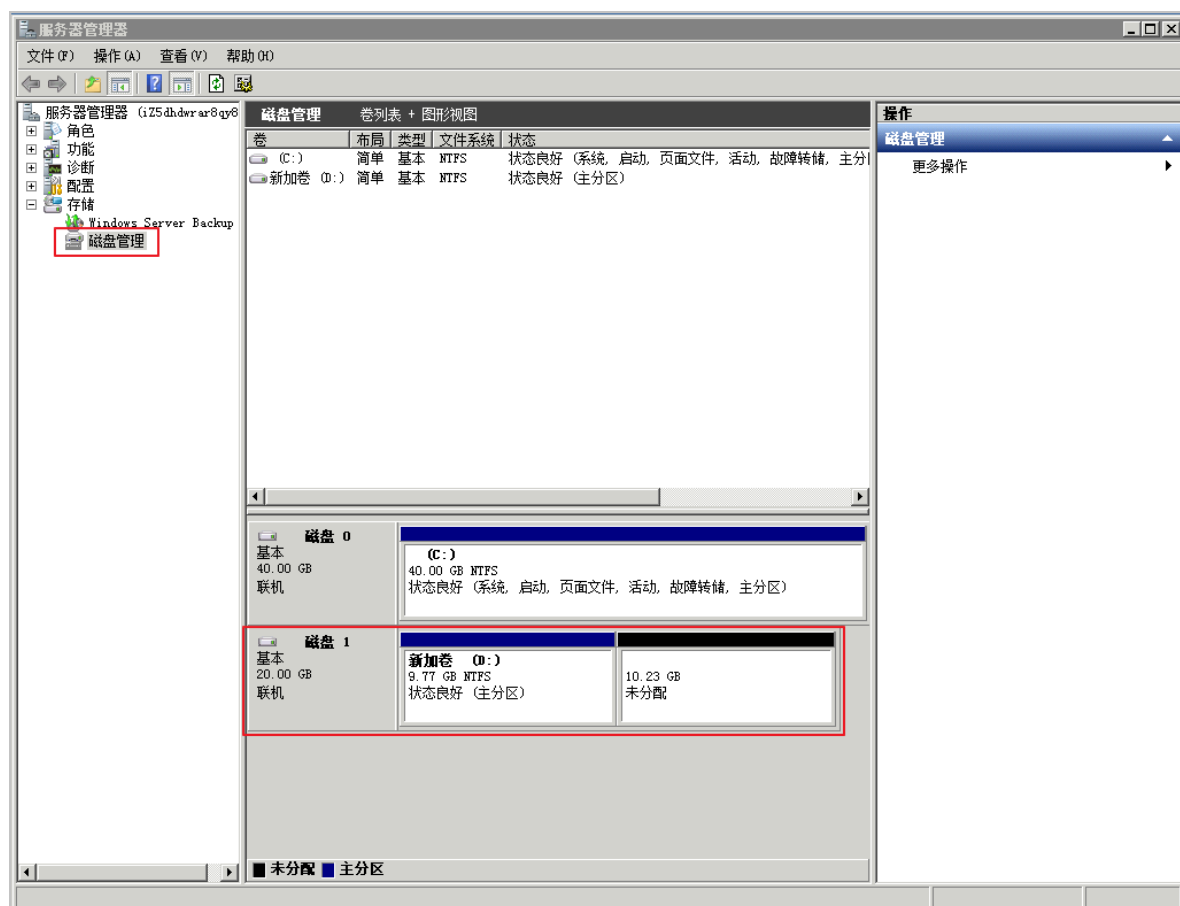 服务器管理器
文件(F) 操作(A) 查看(V) 帮助(H)
服务器管理器 (iZ5dhdwrar8qy6
角色
功能
诊断
配置
存储
Windows Server Backup
磁盘管理
磁盘管理 卷列表 + 图形视图
卷 布局 类型 文件系统 状态
(C:) 简单 基本 NTFS 状态良好 (系统, 启动, 页面文件, 活动, 故障转储, 主分
新加卷 (D:) 简单 基本 NTFS 状态良好 (主分区)
磁盘 0
基本
40.00 GB
联机
(C:)
40.00 GB NTFS
状态良好 (系统, 启动, 页面文件, 活动, 故障转储, 主分区)
磁盘 1
基本
20.00 GB
联机
新加卷 (D:)
9.77 GB NTFS
状态良好 (主分区)
10.23 GB
未分配
未分配 主分区
操作
磁盘管理
更多操作